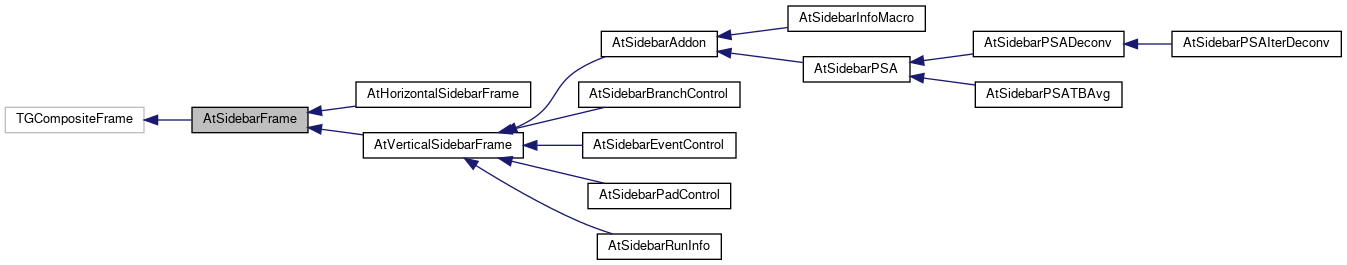 TGCompositeFrame
AtSidebarFrame
AtHorizontalSidebarFrame
AtVerticalSidebarFrame
AtSidebarAddon
AtSidebarBranchControl
AtSidebarEventControl
AtSidebarPadControl
AtSidebarRunInfo
AtSidebarInfoMacro
AtSidebarPSA
AtSidebarPSADeconv
AtSidebarPSATBAvg
AtSidebarPSAIterDeconv